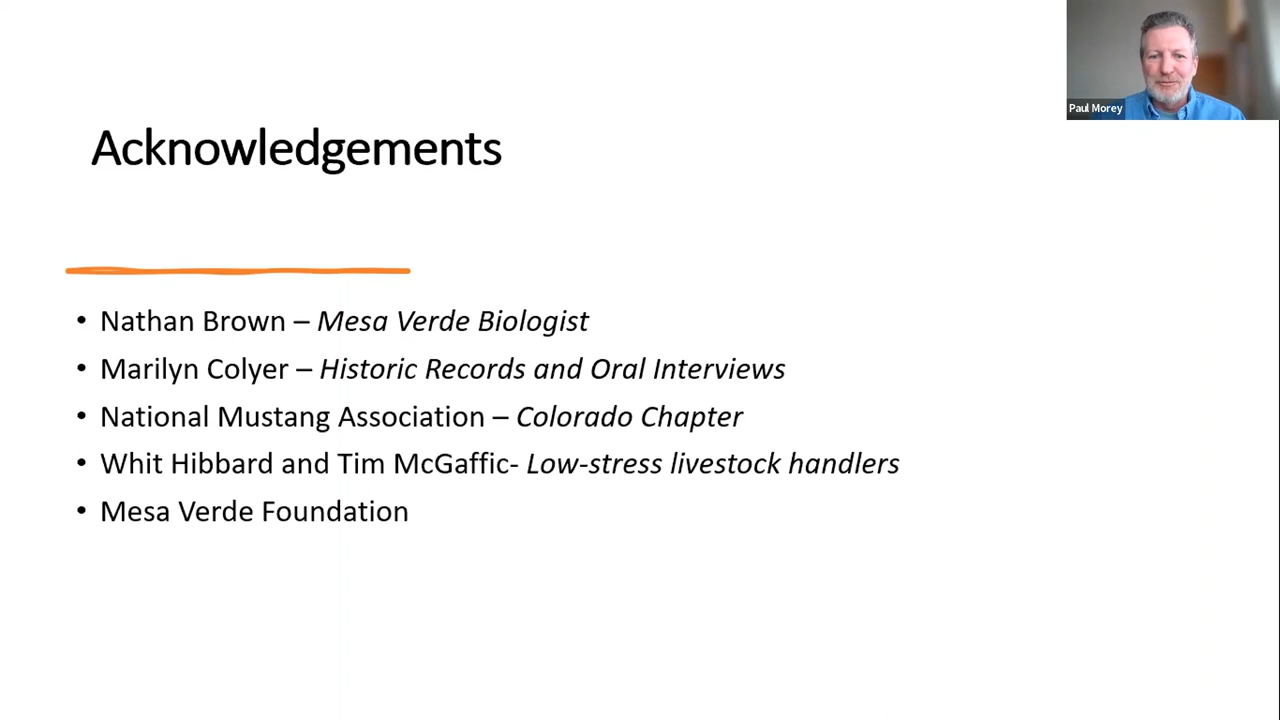 Paul Morey
Acknowledgements
• Nathan Brown – Mesa Verde Biologist
• Marilyn Colyer – Historic Records and Oral Interviews
• National Mustang Association – Colorado Chapter
• Whit Hibbard and Tim McGaffic- Low-stress livestock handlers
• Mesa Verde Foundation